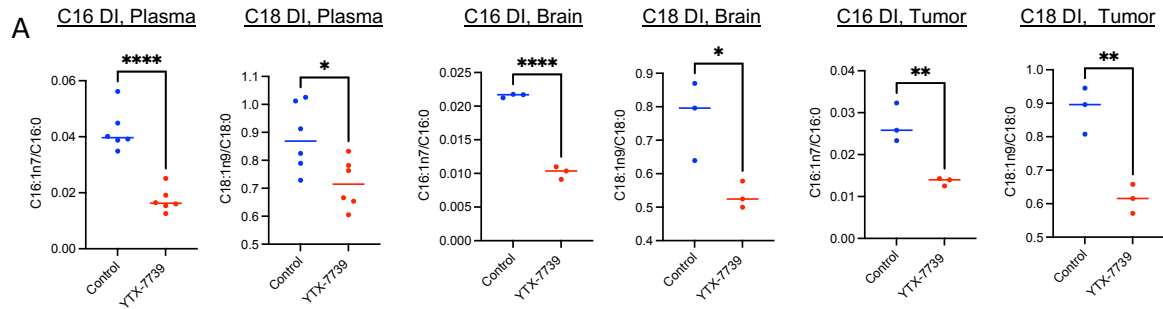 A
C16 DI, Plasma
C16:1n7/C16:0
0.06
0.04
0.02
0.00
****
Control
YTX-7739
C18 DI, Plasma
C18:1n9/C18:0
1.1
1.0
0.9
0.8
0.7
0.6
0.5
*
Control
YTX-7739
C16 DI, Brain
C16:1n7/C16:0
0.025
0.020
0.015
0.010
0.005
0.000
****
Control
YTX-7739
C18 DI, Brain
C18:1n9/C18:0
0.9
0.8
0.7
0.6
0.5
0.4
*
Control
YTX-7739
C16 DI, Tumor
C16:1n7/C16:0
0.04
0.03
0.02
0.01
0.00
**
Control
YTX-7739
C18 DI, Tumor
C18:1n9/C18:0
1.0
0.9
0.8
0.7
0.6
0.5
**
Control
YTX-7739